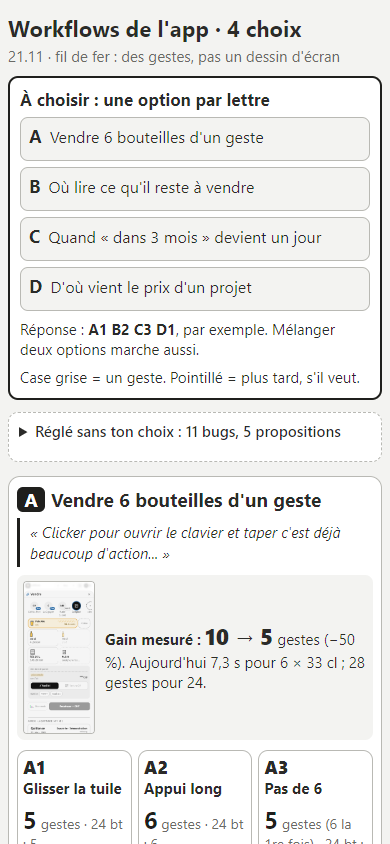 Workflows de l'app · 4 choix
21.11 · fil de fer : des gestes, pas un dessin d'écran
À choisir : une option par lettre
A Vendre 6 bouteilles d'un geste
B Où lire ce qu'il reste à vendre
C Quand « dans 3 mois » devient un jour
D D'où vient le prix d'un projet
Réponse : A1 B2 C3 D1, par exemple. Mélanger
deux options marche aussi.
Case grise = un geste. Pointillé = plus tard, s'il veut.
▶ Réglé sans ton choix : 11 bugs, 5 propositions
A Vendre 6 bouteilles d'un geste
« Clicker pour ouvrir le clavier et taper c'est déjà
beaucoup d'action... »
Gain mesuré : 10 → 5 gestes (−50
%). Aujourd'hui 7,3 s pour 6 × 33 cl ; 28
gestes pour 24.
A1
Glisser la tuile
5 gestes · 24 bt
A2
Appui long
6 gestes · 24 bt
A3
Pas de 6
5 gestes (6 la